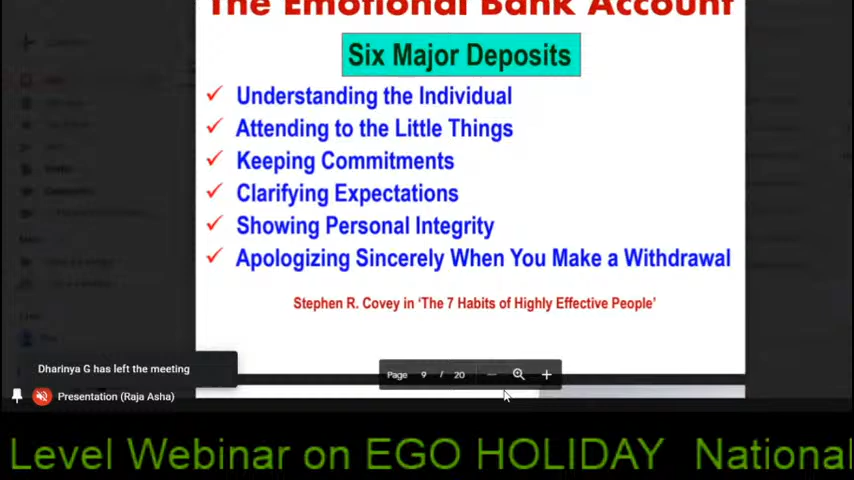 The Emotional Bank Account
Six Major Deposits
✓ Understanding the Individual
✓ Attending to the Little Things
✓ Keeping Commitments
✓ Clarifying Expectations
✓ Showing Personal Integrity
✓ Apologizing Sincerely When You Make a Withdrawal
Stephen R. Covey in ‘The 7 Habits of Highly Effective People’
Dharinya G has left the meeting
Page 9 / 20
Presentation (Raja Asha)
Level Webinar on EGO HOLIDAY National